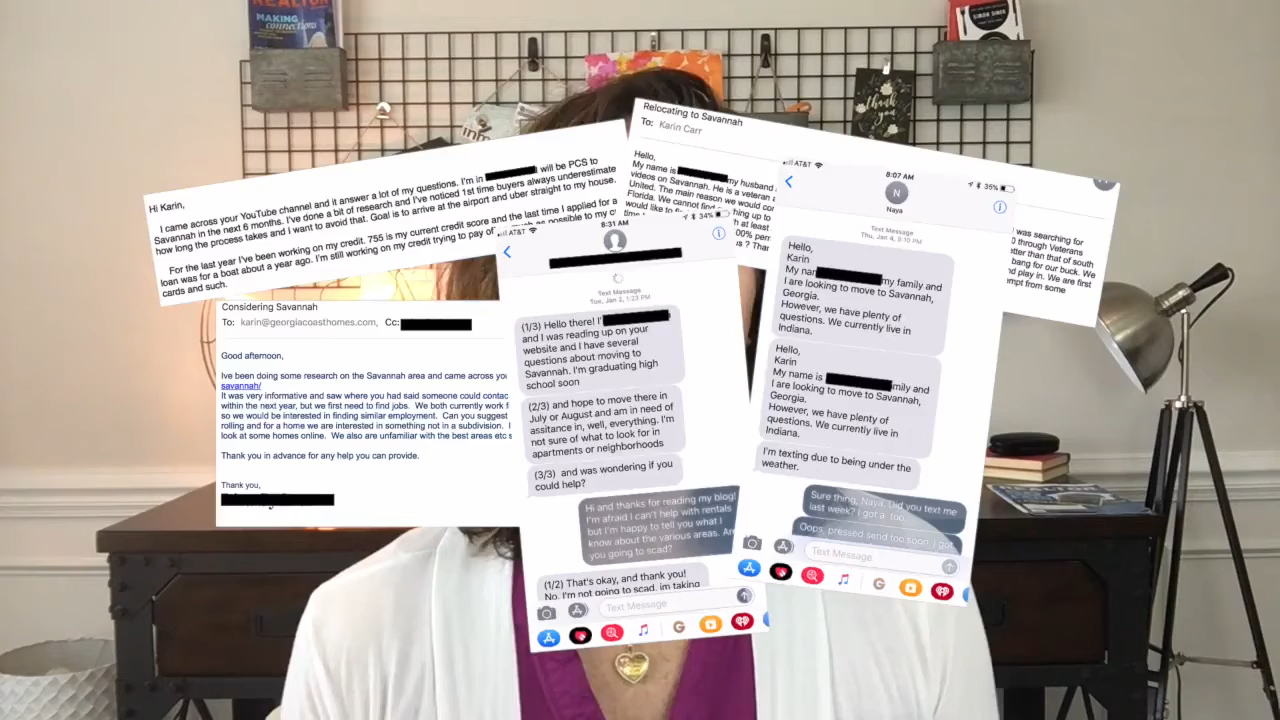 REAL
MAKING
connections
SIMON SINEK
thank
you
Hi Karin,
I came across your YouTube channel and it answer a lot of my questions. I'm in will be PCS to
Savannah in the next 6 months. I've done a bit of research and I've noticed 1st time buyers always underestimate
how long the process takes and I want to avoid that. Goal is to arrive at the airport and uber straight to my house.
For the last year I've been working on my credit. 755 is my current credit score and the last time I applied for a
loan was for a boat about a year ago. I'm still working on my credit trying to pay of as possible to my
cards and such.
Relocating to Savannah
To: Karin Carr
Hello,
My name is my husband
videos on Savannah. He is a veteran
United. The main reason we would
Florida. We cannot find up to
would like to at least
was searching for
through Veterans
than that of south
bang for our buck. We
nd play in. We are first
from some
Considering Savannah
To: karin@georgiacoasthomes.com, Cc:
Good afternoon,
Ive been doing some research on the Savannah area and came across
savannah/
It was very informative and saw where you had said someone could contac
within the next year, but we first need to find jobs. We both currently work f
so we would be interested in finding similar employment. Can you suggest
rolling and for a home we are interested in something not in a subdivision. I
look at some homes online. We also are unfamiliar with the best areas etc
Thank you in advance for any help you can provide.
Thank you,
AT&T
8:31 AM
34%
Text Message
Tue, Jan 2, 1:23 PM
(1/3) Hello there! I'
and I was reading up on your
website and I have several
questions about moving to
Savannah. I'm graduating high
school soon
(2/3) and hope to move there in
July or August and am in need of
assitance in, well, everything. I'm
not sure of what to look for in
apartments or neighborhoods
(3/3) and was wondering if you
could help?
Hi and thanks for reading my blog!
I'm afraid I can't help with rentals
but I'm happy to tell you what I
know about the various areas. Are
you going to scad?
(1/2) That's okay, and thank you!
No, I'm not going to scad, im taking
Text Message
AT&T
8:07 AM
35%
N
Naya
Text Message
Thu, Jan 4, 5:10 PM
Hello,
Karin
My nam my family and
I are looking to move to Savannah,
Georgia.
However, we have plenty of
questions. We currently live in
Indiana.
Hello,
Karin
My name is mily and
I are looking to move to Savannah,
Georgia.
However, we have plenty of
questions. We currently live in
Indiana.
I'm texting due to being under the
weather.
Sure thing, Naya. Did you text me
last week? I got a too
Oops, pressed send too soon. I got
Text Message
REALTOR